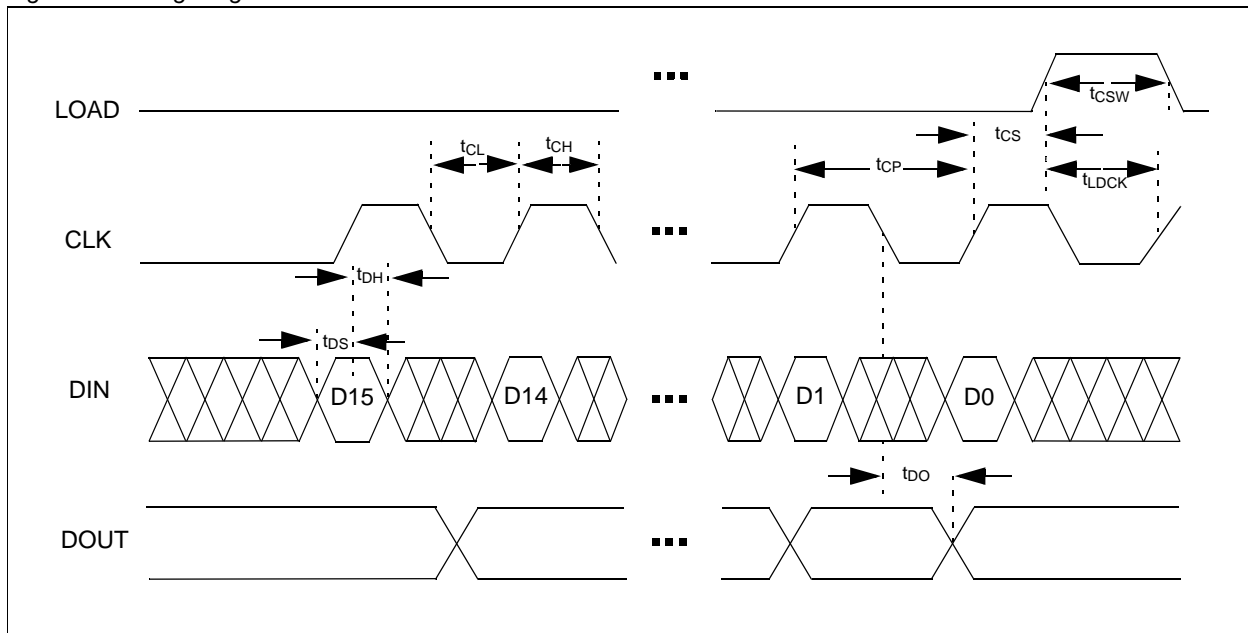 LOAD
tCSW
tCS
tCL
tCH
tCP
tLDCK
CLK
tDH
tDS
DIN
D15
D14
D1
D0
tDO
DOUT